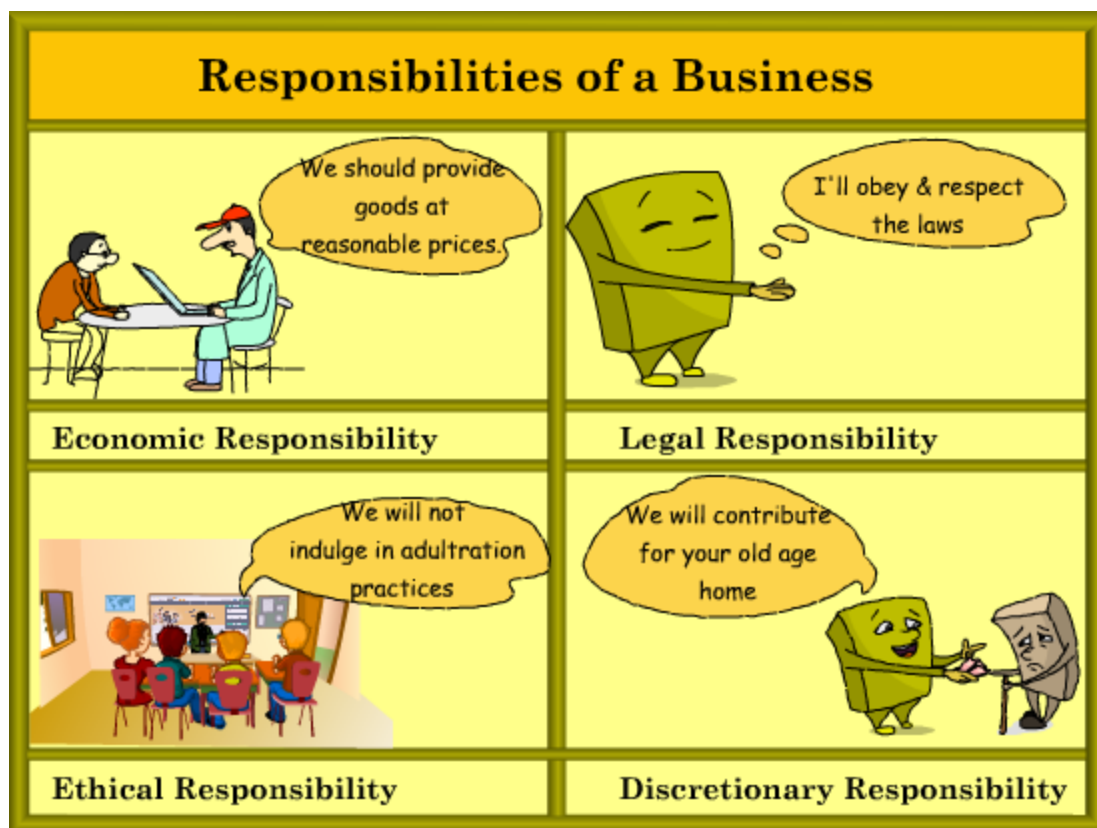 Responsibilities of a Business
We should provide
goods at
reasonable prices.
I'll obey & respect
the laws
Economic Responsibility
Legal Responsibility
We will not
indulge in adultration
practices
We will contribute
for your old age
home
Ethical Responsibility
Discretionary Responsibility